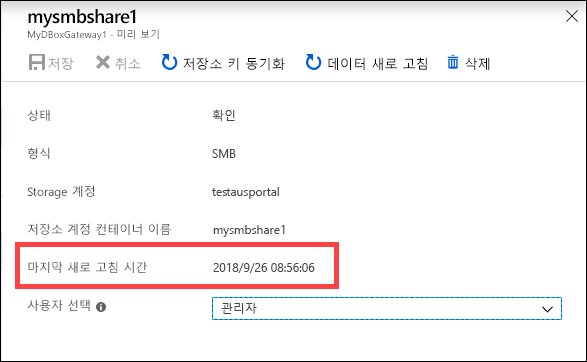 mysmbshare1
MyDBoxGateway1 - 미리 보기
저장 취소 저장소 키 동기화 데이터 새로 고침 삭제
상태 확인
형식 SMB
Storage 계정 testausportal
저장소 계정 컨테이너 이름 mysmbshare1
마지막 새로 고침 시간 2018/9/26 08:56:06
사용자 선택 관리자